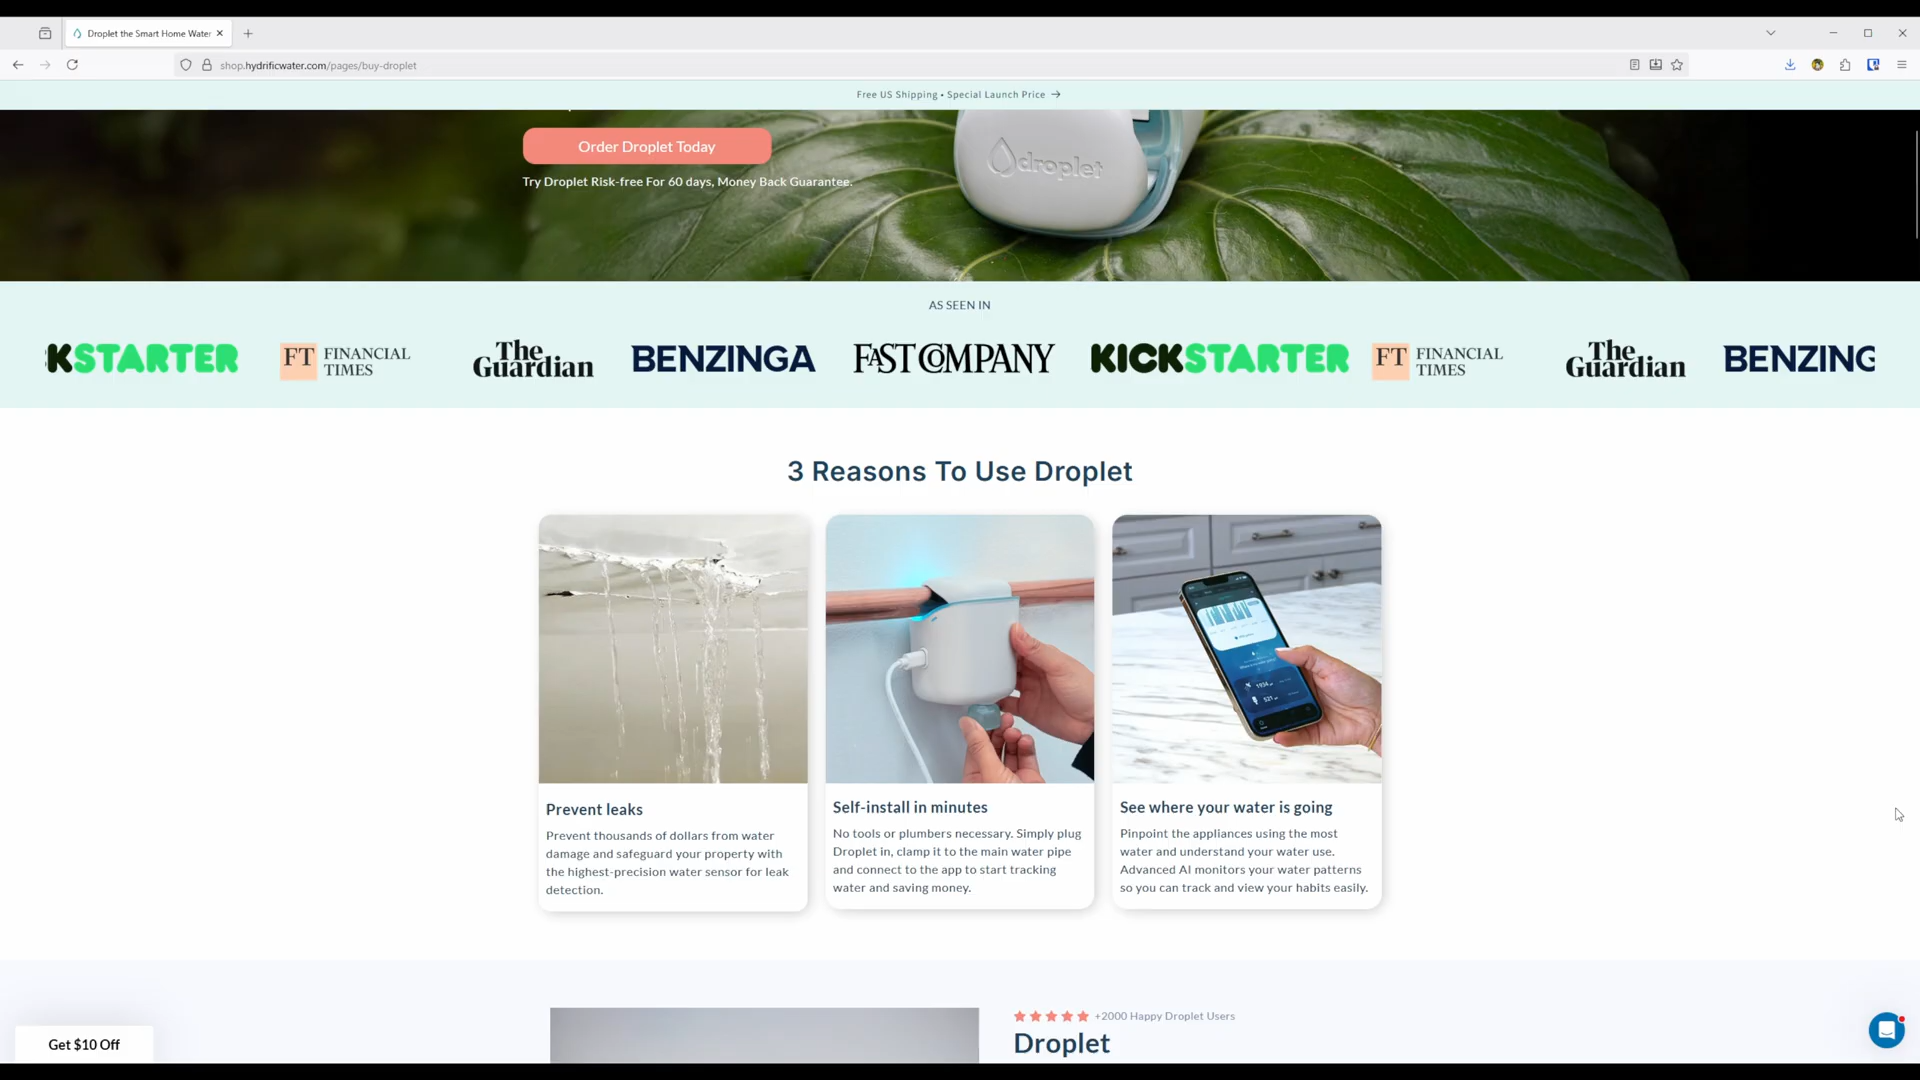 Droplet the Smart Home Water
shop.hydrificwater.com/pages/buy-droplet
Free US Shipping • Special Launch Price →
Order Droplet Today
Try Droplet Risk-free For 60 days, Money Back Guarantee.
droplet
AS SEEN IN
KSTARTER
FT FINANCIAL TIMES
The Guardian
BENZINGA
FAST COMPANY
KICKSTARTER
FT FINANCIAL TIMES
The Guardian
BENZING
3 Reasons To Use Droplet
Prevent leaks
Prevent thousands of dollars from water
damage and safeguard your property with
the highest-precision water sensor for leak
detection.
Self-install in minutes
No tools or plumbers necessary. Simply plug
Droplet in, clamp it to the main water pipe
and connect to the app to start tracking
water and saving money.
See where your water is going
Pinpoint the appliances using the most
water and understand your water use.
Advanced AI monitors your water patterns
so you can track and view your habits easily.
+2000 Happy Droplet Users
Droplet
Get $10 Off